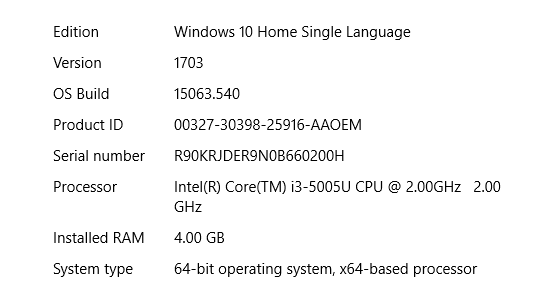 Edition Windows 10 Home Single Language
Version 1703
OS Build 15063.540
Product ID 00327-30398-25916-AAOEM
Serial number R90KRJDER9N0B660200H
Processor Intel(R) Core(TM) i3-5005U CPU @ 2.00GHz 2.00
GHz
Installed RAM 4.00 GB
System type 64-bit operating system, x64-based processor